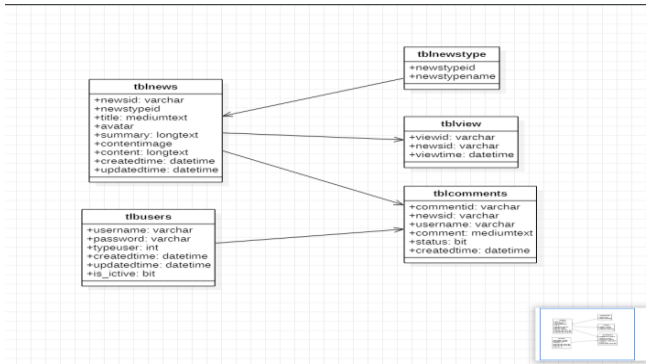 tblnews
+newsid: varchar
+newstypeid
+title: mediumtext
+avatar
+summary: longtext
+contentimage
+content: longtext
+createdtime: datetime
+updatedtime: datetime
tlbusers
+username: varchar
+password: varchar
+typeuser: int
+createdtime: datetime
+updatedtime: datetime
+is_ictive: bit
tblnewstype
+newstypeid
+newstypename
tblview
+viewid: varchar
+newsid: varchar
+viewtime: datetime
tblcomments
+commentid: varchar
+newsid: varchar
+username: varchar
+comment: mediumtext
+status: bit
+createdtime: datetime